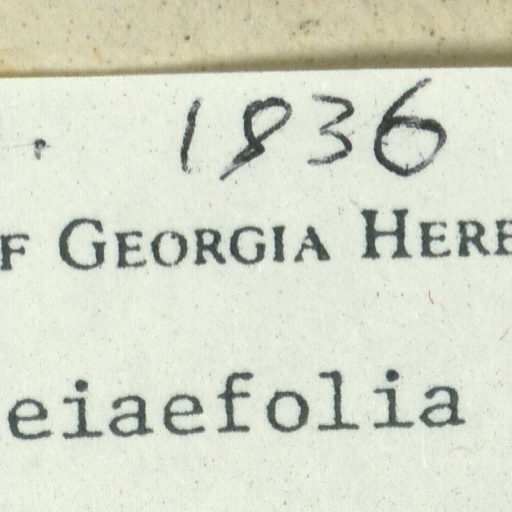 . 1836
F GEORGIA HERB
eiaefolia